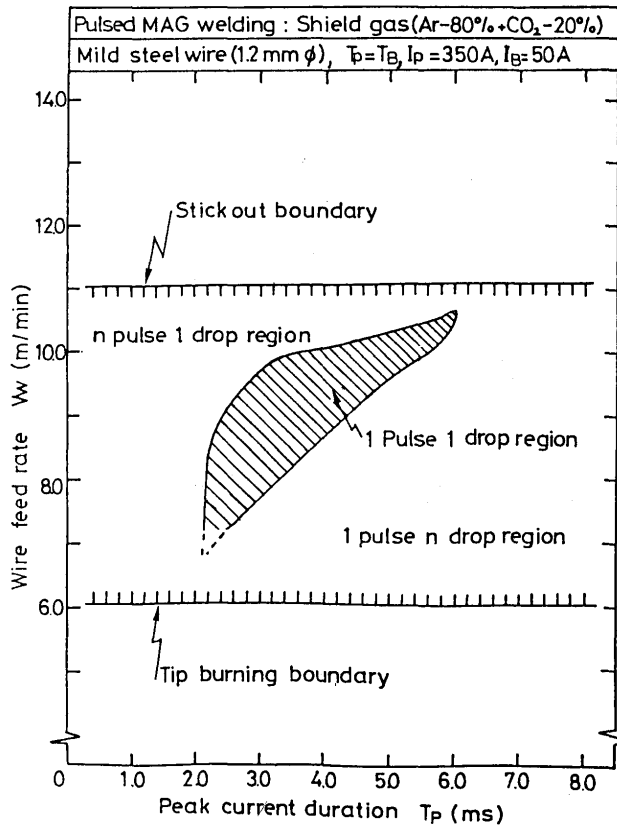 Pulsed MAG welding : Shield gas (Ar-80%+CO₂-20%)
Mild steel wire (1.2 mm ϕ), Tp=TB, Ip=350A, IB=50A
14.0
Stick out boundary
12.0
n pulse 1 drop region
10.0
1 Pulse 1 drop region
8.0
1 pulse n drop region
6.0
Tip burning boundary
Wire feed rate Vw (m/min)
0 1.0 2.0 3.0 4.0 5.0 6.0 7.0 8.0
Peak current duration TP (ms)